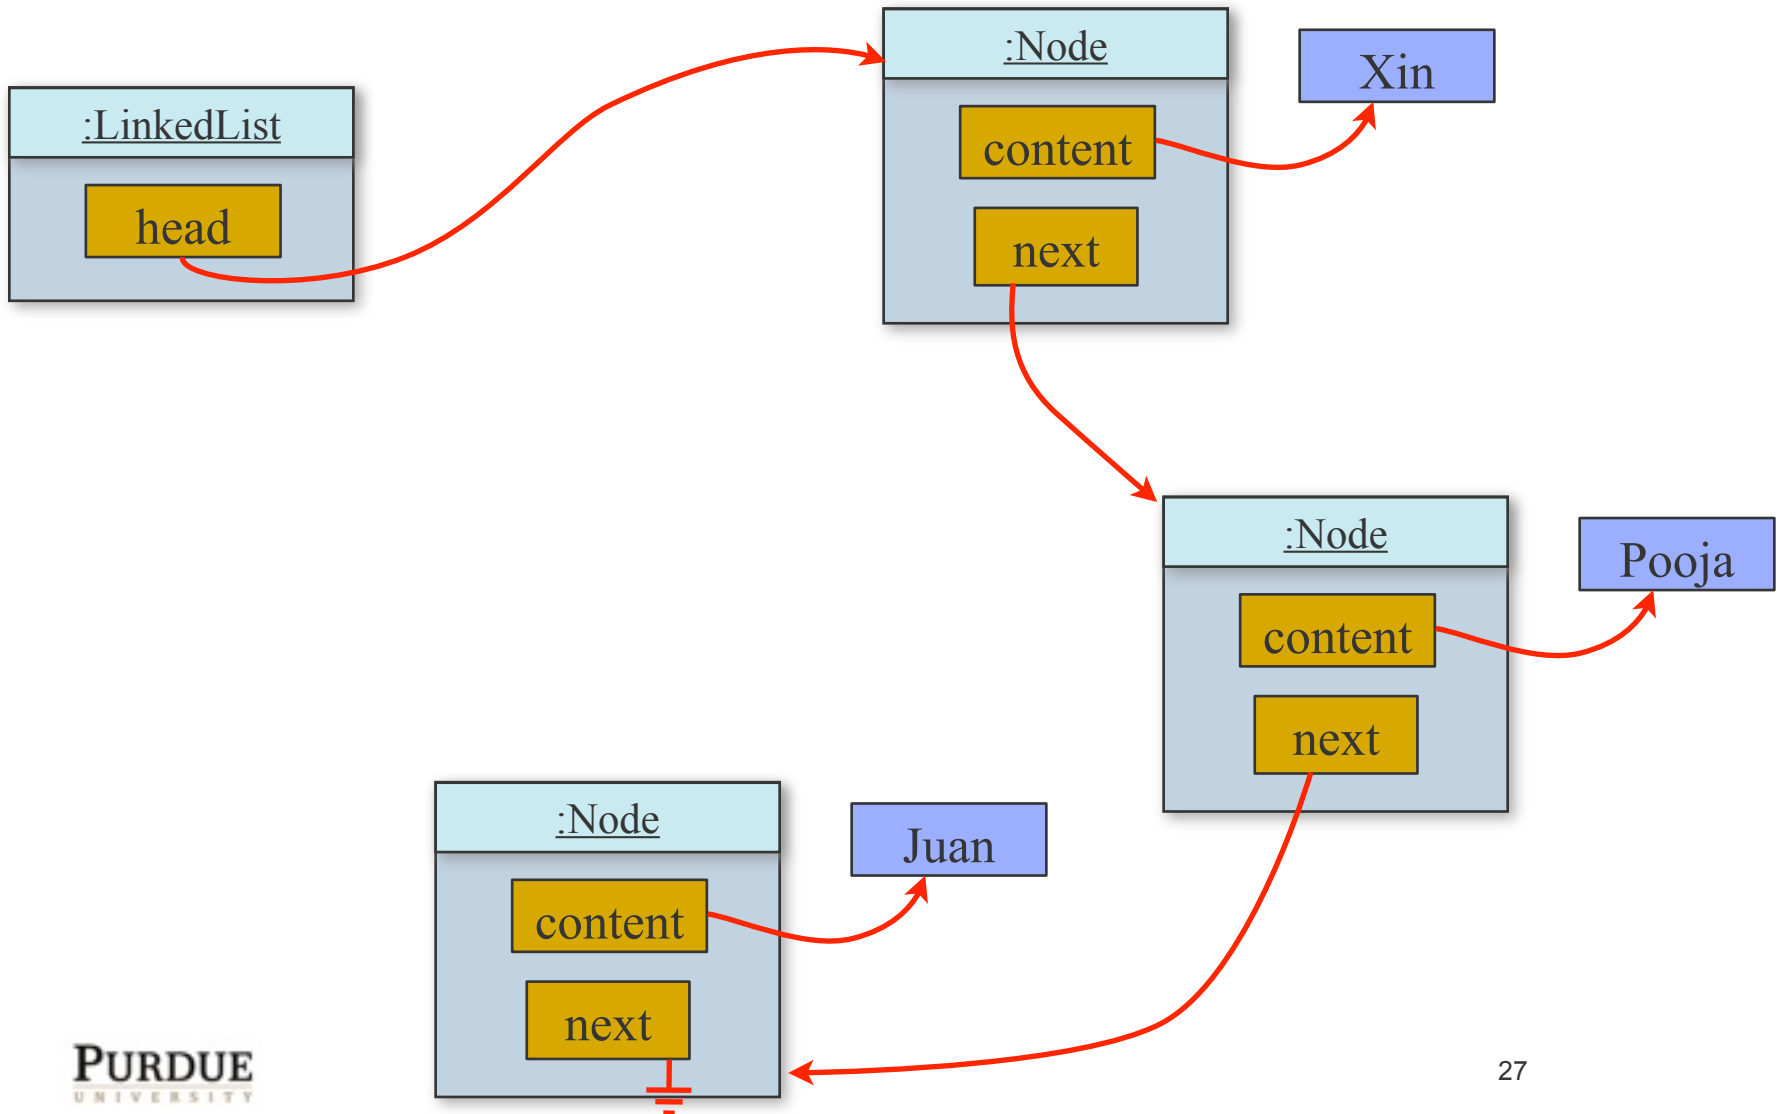 :LinkedList
head
:Node
content
next
Xin
:Node
content
next
Pooja
:Node
content
next
Juan
PURDUE
UNIVERSITY
27